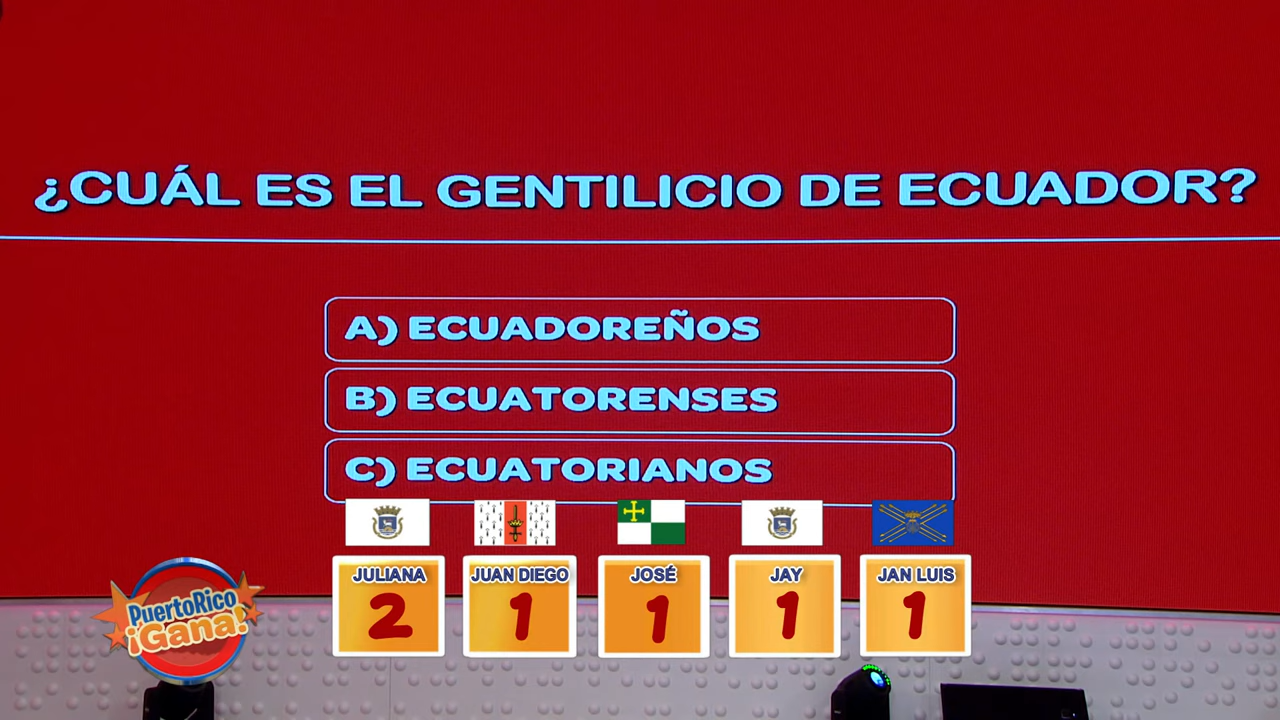 ¿CUÁL ES EL GENTILICIO DE ECUADOR?
A) ECUADOREÑOS
B) ECUATORENSES
C) ECUATORIANOS
JULIANA JUAN DIEGO JOSÉ JAY JAN LUIS
2 1 1 1 1
PuertoRico
¡Gana!